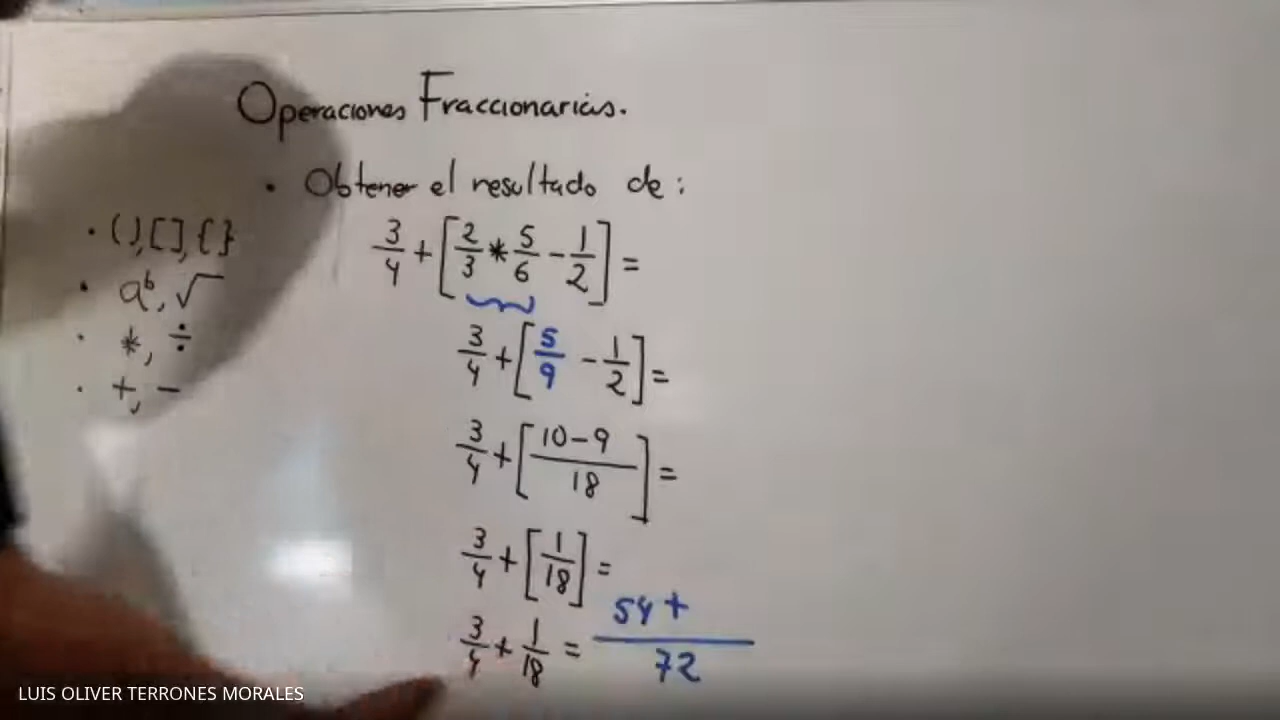 Operaciones Fraccionarias.
• Obtener el resultado de:
• (),[],{}
• a^b, √
• *, ÷
• +, -
3/4 + [2/3 * 5/6 - 1/2] =
3/4 + [5/9 - 1/2] =
3/4 + [(10-9)/18] =
3/4 + [1/18] =
3/4 + 1/18 = (54 + )/72
LUIS OLIVER TERRONES MORALES